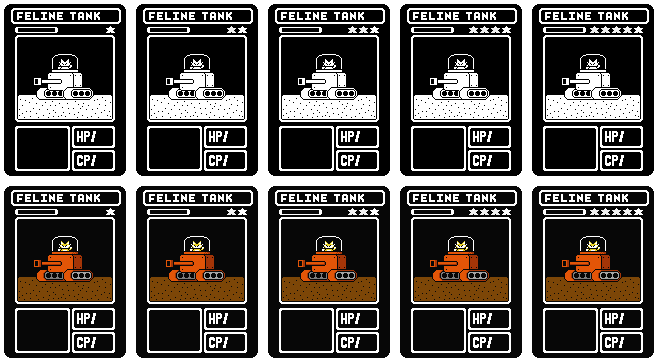 FELINE TANK FELINE TANK FELINE TANK FELINE TANK FELINE TANK
HP/ HP/ HP/ HP/ HP/
CP/ CP/ CP/ CP/ CP/
FELINE TANK FELINE TANK FELINE TANK FELINE TANK FELINE TANK
HP/ HP/ HP/ HP/ HP/
CP/ CP/ CP/ CP/ CP/